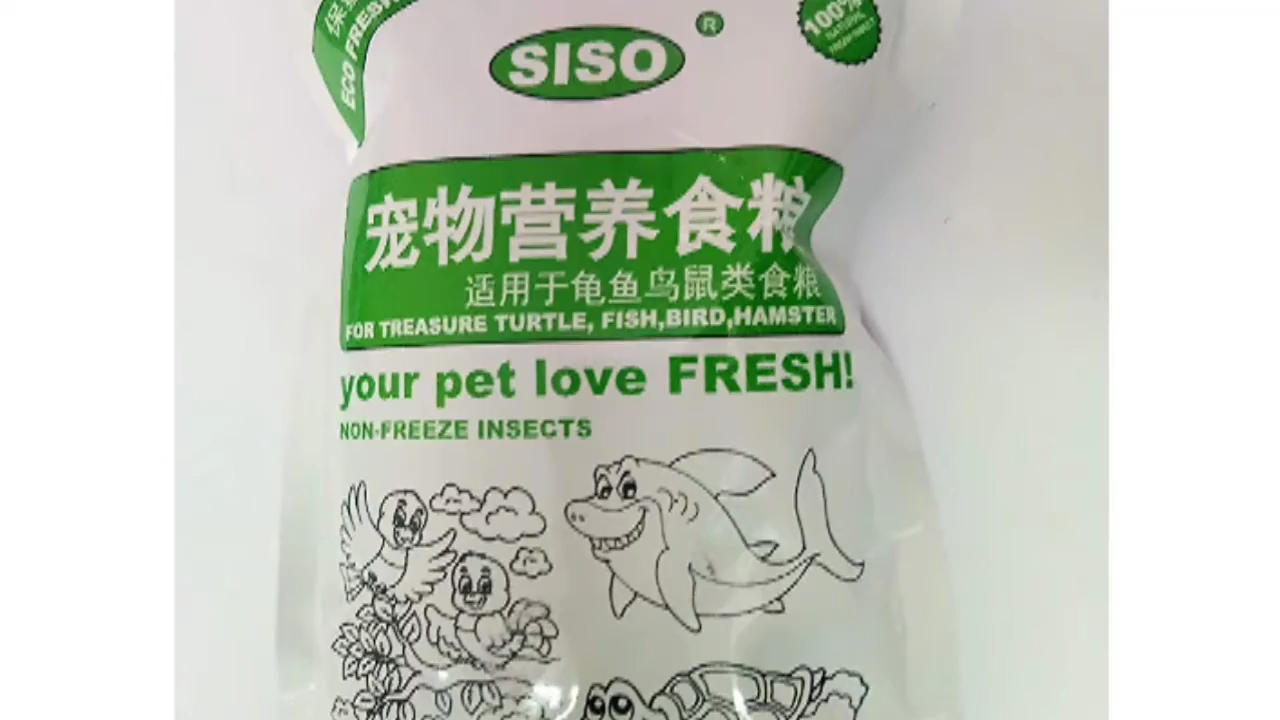 ECO FRESH
SISO
®
100%
NATURAL
宠物营养食粮
适用于龟鱼鸟鼠类食粮
FOR TREASURE TURTLE, FISH,BIRD,HAMSTER
your pet love FRESH!
NON-FREEZE INSECTS